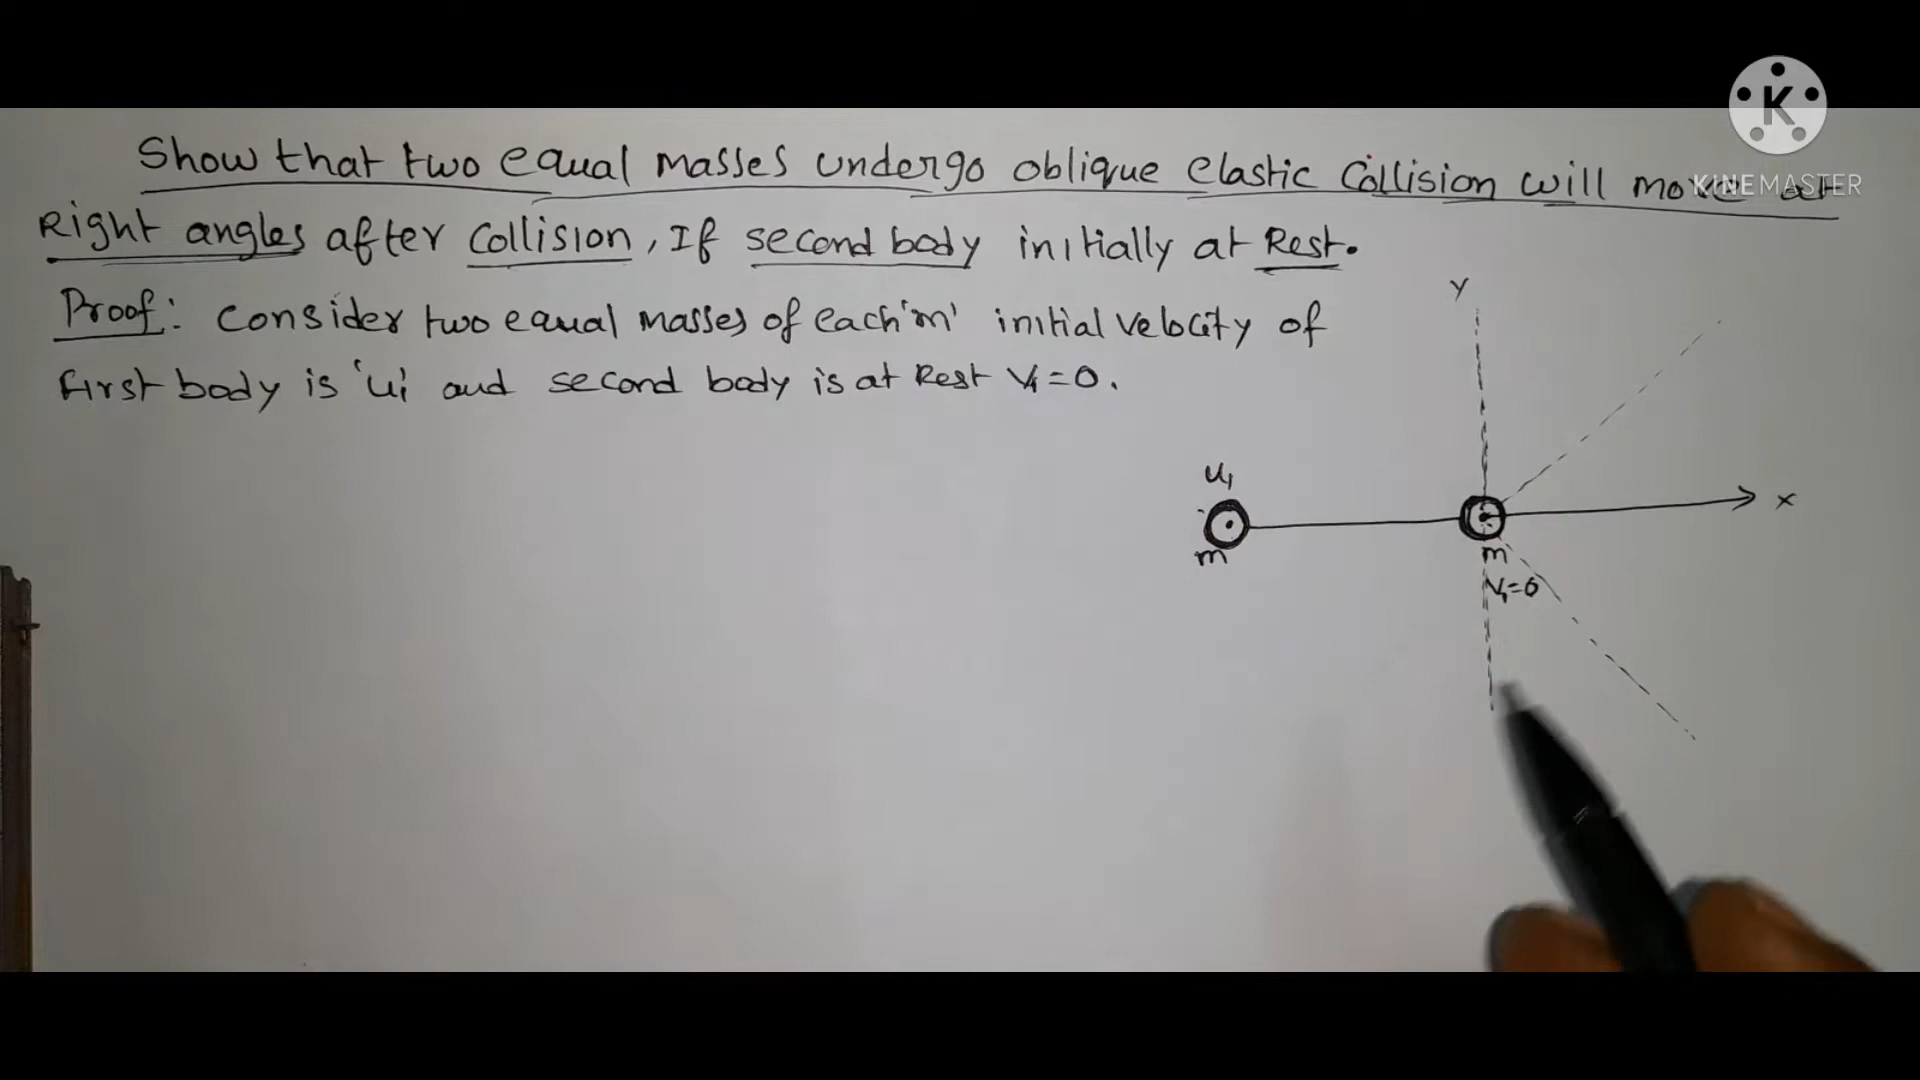 Show that two equal masses undergo oblique elastic Collision will move at
Right angles after Collision, If second body initially at Rest.
Proof: Consider two equal masses of each 'm' initial velocity of
first body is 'u₁' and second body is at Rest V₁=0.
y
u₁
x
m
m
V₁=0
K
KINEMASTER